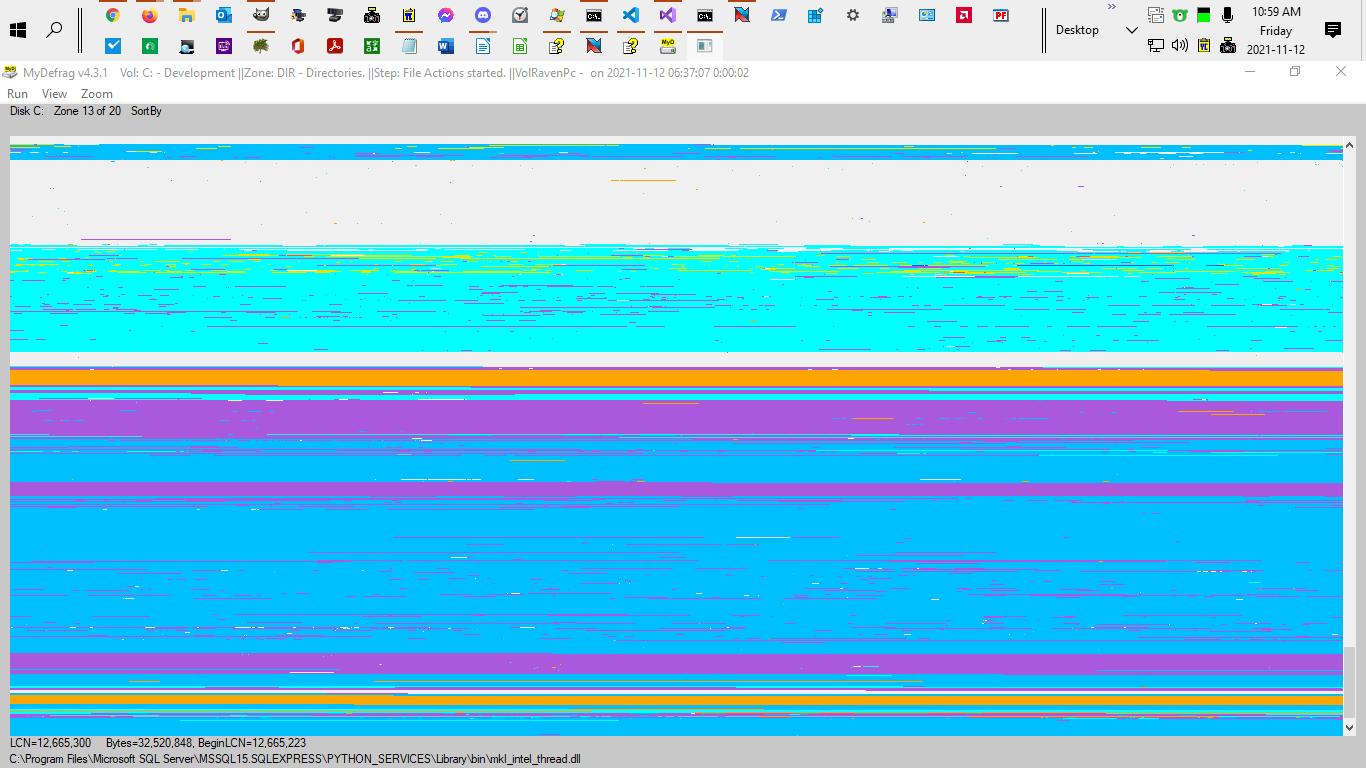 10:59 AM
Desktop
Friday
2021-11-12
MyDefrag v4.3.1 Vol: C: - Development ||Zone: DIR - Directories. ||Step: File Actions started. ||VolRavenPc - on 2021-11-12 06:37:07 0:00:02
Run View Zoom
Disk C: Zone 13 of 20 SortBy
LCN=12,665,300 Bytes=32,520,848, BeginLCN=12,665,223
C:\Program Files\Microsoft SQL Server\MSSQL15.SQLEXPRESS\PYTHON_SERVICES\Library\bin\mkl_intel_thread.dll